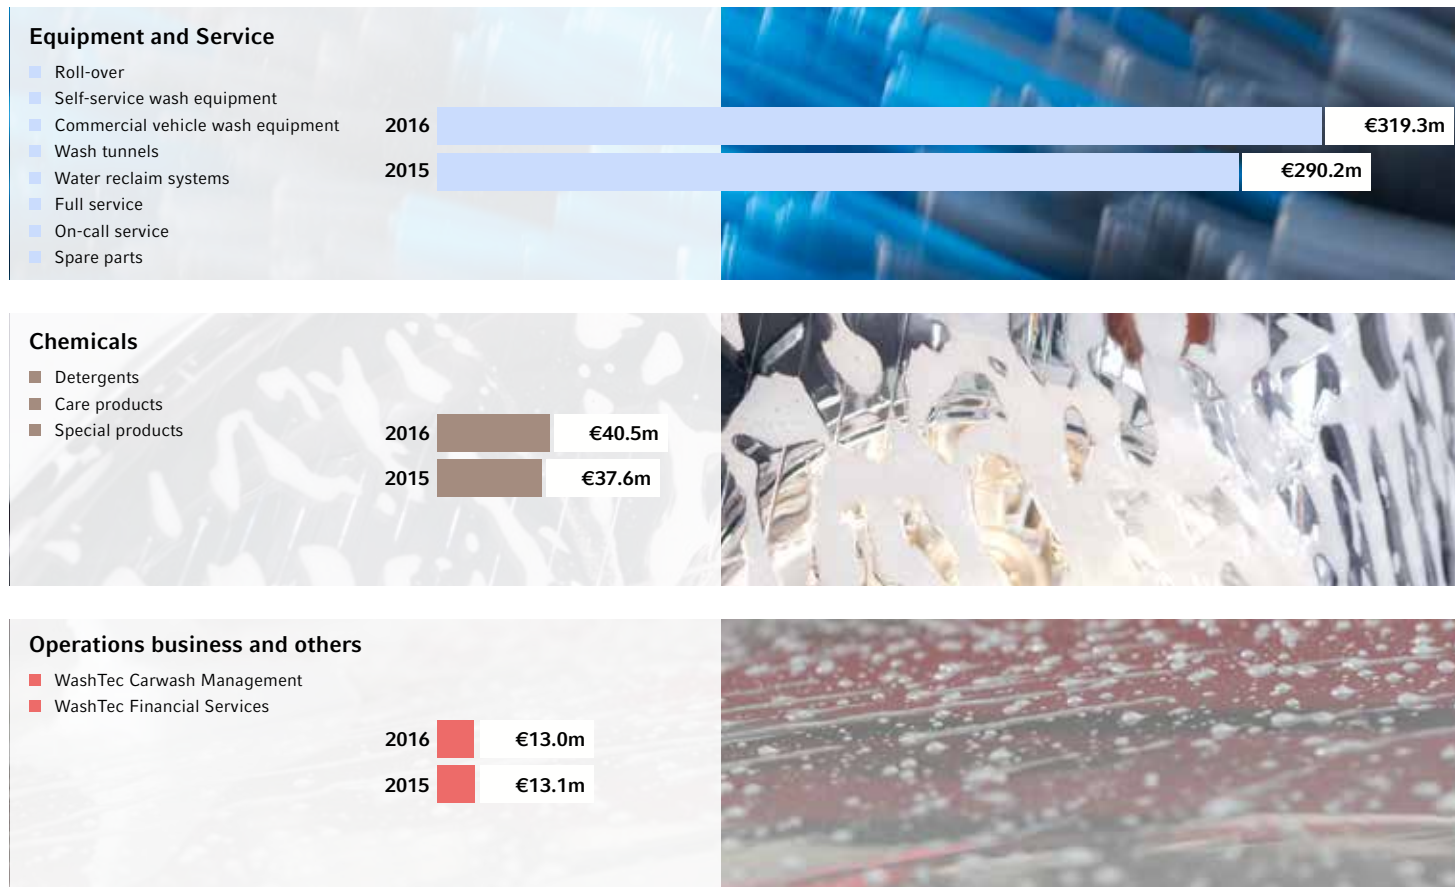 Equipment and Service
Roll-over
Self-service wash equipment
Commercial vehicle wash equipment
Wash tunnels
Water reclaim systems
Full service
On-call service
Spare parts
2016 €319.3m
2015 €290.2m
Chemicals
Detergents
Care products
Special products
2016 €40.5m
2015 €37.6m
Operations business and others
WashTec Carwash Management
WashTec Financial Services
2016 €13.0m
2015 €13.1m